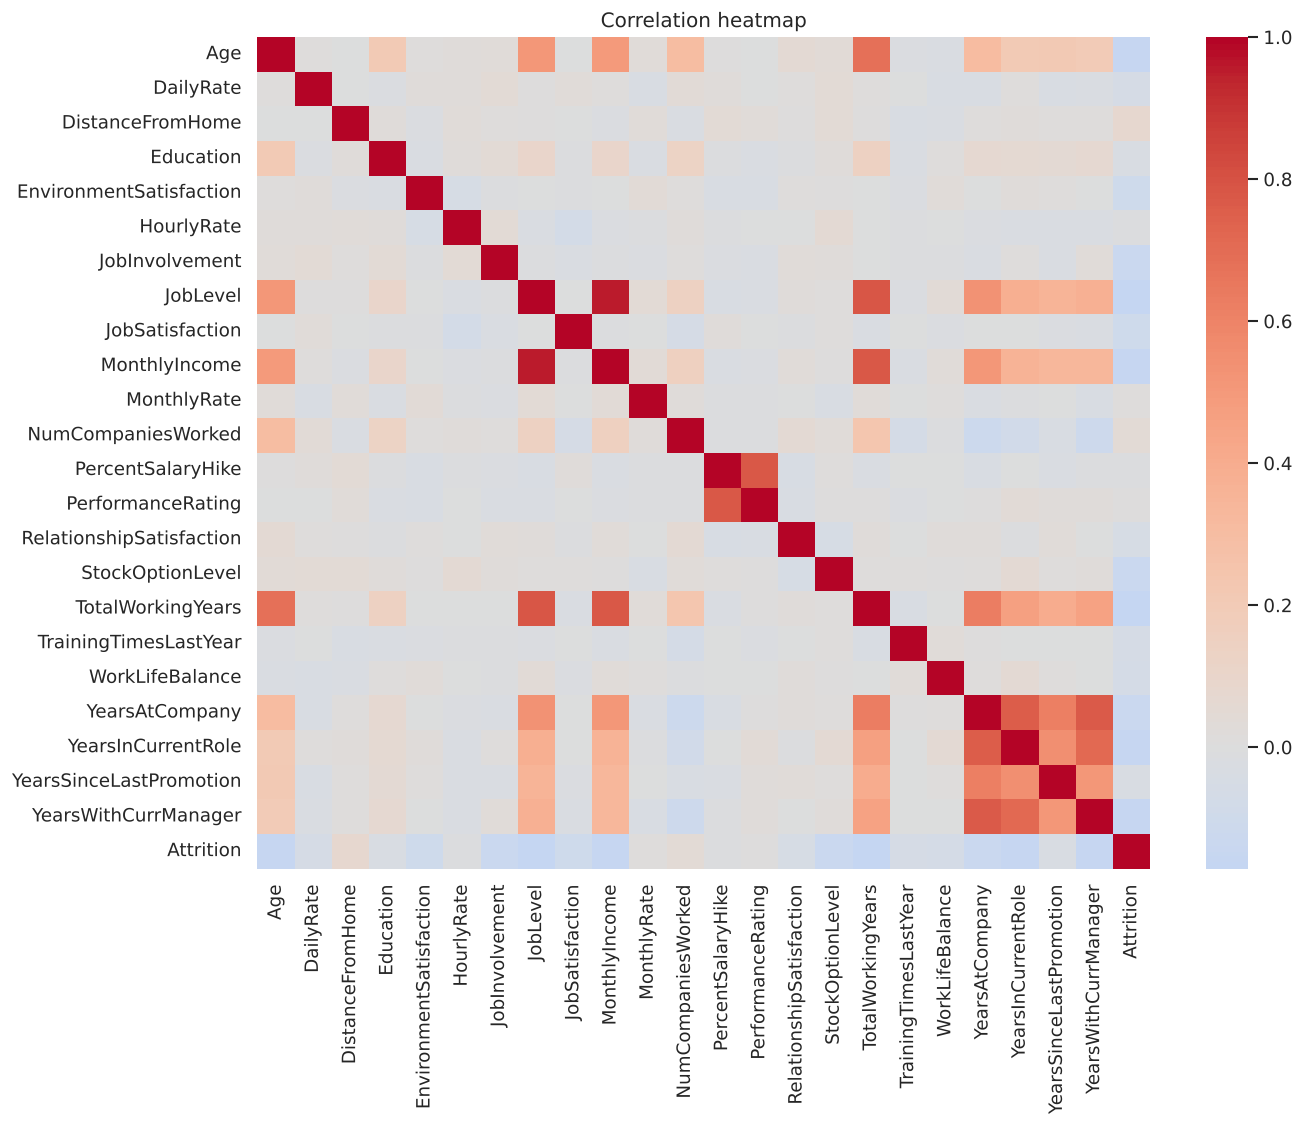 Correlation heatmap
Age
DailyRate
DistanceFromHome
Education
EnvironmentSatisfaction
HourlyRate
JobInvolvement
JobLevel
JobSatisfaction
MonthlyIncome
MonthlyRate
NumCompaniesWorked
PercentSalaryHike
PerformanceRating
RelationshipSatisfaction
StockOptionLevel
TotalWorkingYears
TrainingTimesLastYear
WorkLifeBalance
YearsAtCompany
YearsInCurrentRole
YearsSinceLastPromotion
YearsWithCurrManager
Attrition
Age
DailyRate
DistanceFromHome
Education
EnvironmentSatisfaction
HourlyRate
JobInvolvement
JobLevel
JobSatisfaction
MonthlyIncome
MonthlyRate
NumCompaniesWorked
PercentSalaryHike
PerformanceRating
RelationshipSatisfaction
StockOptionLevel
TotalWorkingYears
TrainingTimesLastYear
WorkLifeBalance
YearsAtCompany
YearsInCurrentRole
YearsSinceLastPromotion
YearsWithCurrManager
Attrition
1.0
0.8
0.6
0.4
0.2
0.0